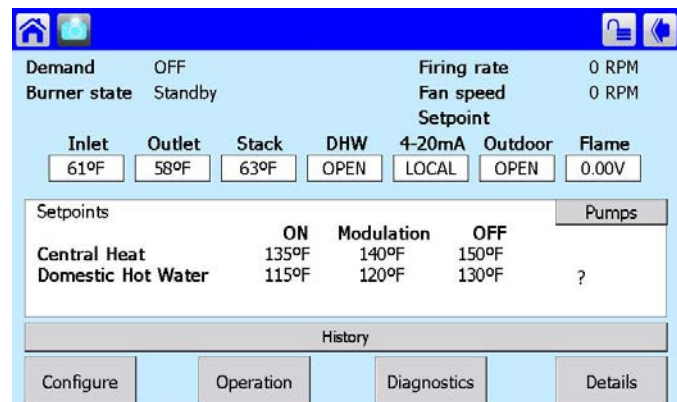 Demand OFF Firing rate 0 RPM
Burner state Standby Fan speed 0 RPM
Setpoint
Inlet Outlet Stack DHW 4-20mA Outdoor Flame
61ºF 58ºF 63ºF OPEN LOCAL OPEN 0.00V
Setpoints Pumps
ON Modulation OFF
Central Heat 135ºF 140ºF 150ºF
Domestic Hot Water 115ºF 120ºF 130ºF ?
History
Configure Operation Diagnostics Details